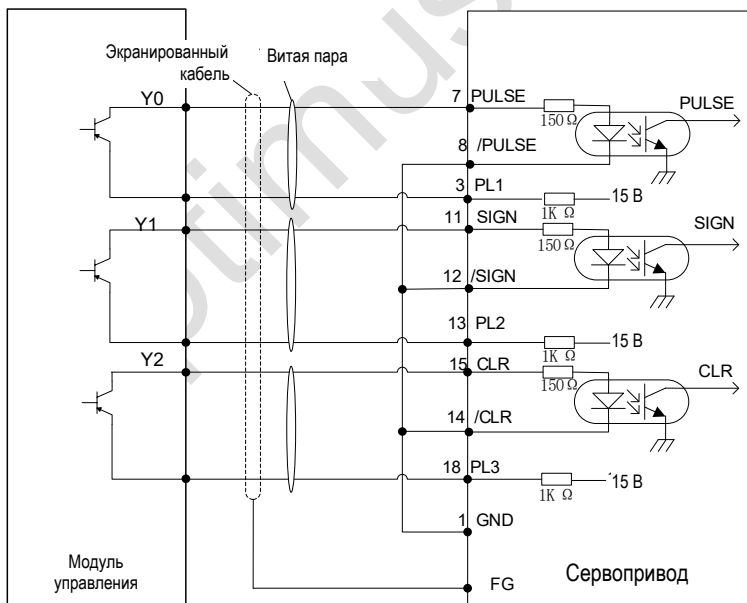 Экранированный
кабель
Витая пара
Y0
7 PULSE
150 Ω
PULSE
8 /PULSE
3 PL1
1K Ω
15 В
Y1
11 SIGN
150 Ω
SIGN
12 /SIGN
13 PL2
1K Ω
15 В
Y2
15 CLR
150 Ω
CLR
14 /CLR
18 PL3
1K Ω
15 В
1 GND
Модуль
управления
FG
Сервопривод
ptimus